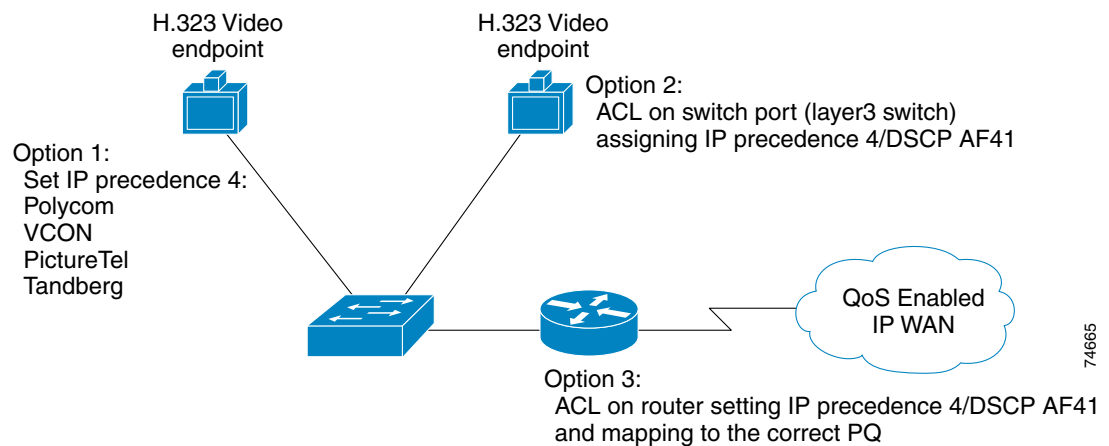 H.323 Video
endpoint
H.323 Video
endpoint
Option 1:
Set IP precedence 4:
Polycom
VCON
PictureTel
Tandberg
Option 2:
ACL on switch port (layer3 switch)
assigning IP precedence 4/DSCP AF41
QoS Enabled
IP WAN
Option 3:
ACL on router setting IP precedence 4/DSCP AF41
and mapping to the correct PQ
74665